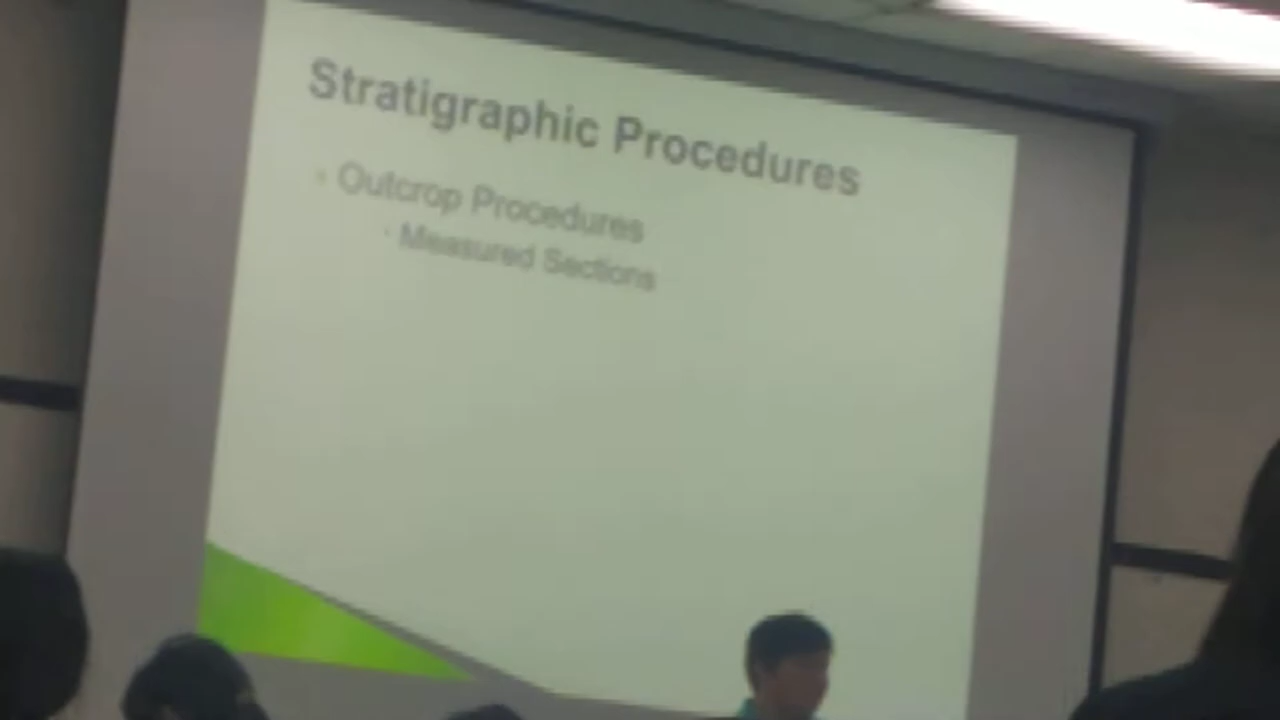 Stratigraphic Procedures
Outcrop Procedures
Measured Sections